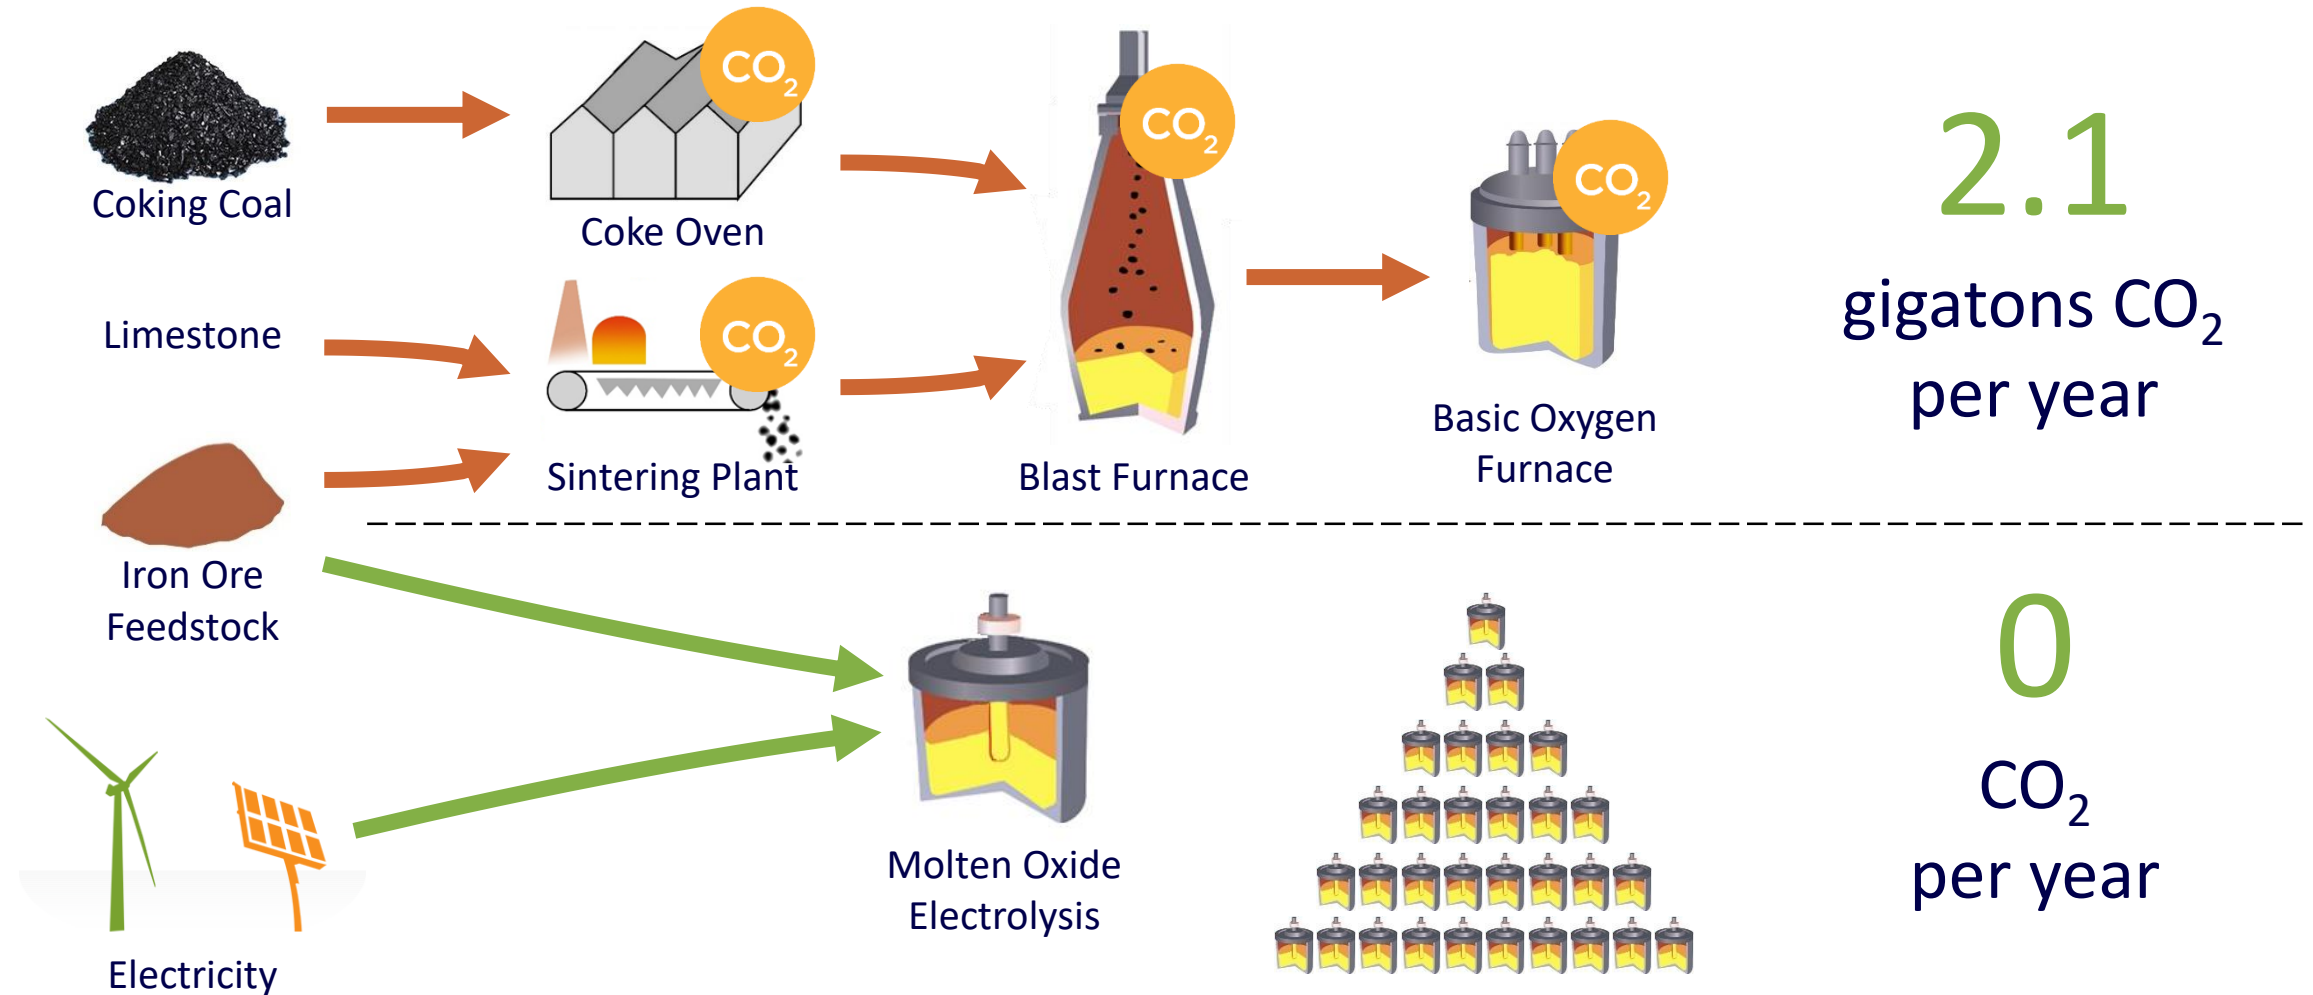 CO₂
Coking Coal
Coke Oven
CO₂
CO₂
2.1
gigatons CO₂
per year
Limestone
CO₂
Sintering Plant
Blast Furnace
Basic Oxygen
Furnace
Iron Ore
Feedstock
Electricity
Molten Oxide
Electrolysis
0
CO₂
per year